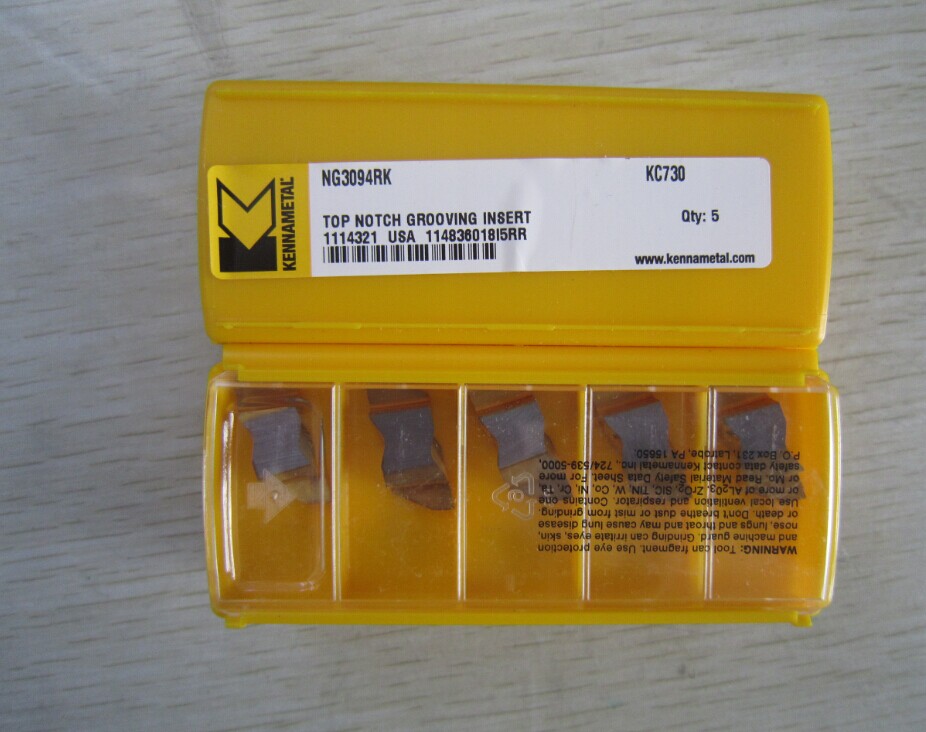 NG3094RK
KC730
TOP NOTCH GROOVING INSERT
Qty: 5
1114321 USA 114836018I5RR
www.kennametal.com
KENNAMETAL
WARNING: Tool can fragment. Use eye protection
and machine guard. Grinding can irritate eyes, skin,
nose, lungs and throat and may cause lung disease
or death. Don't breathe dust or mist from grinding.
Use local ventilation and respirator. Contains one
or more of AL2O3, ZrO2, SiC, TiN, W, Co, Ni, Cr, Ta
or Mo. Read Material Safety Data Sheet. For more
safety data contact Kennametal Inc., 724/539-5000,
P.O. Box 231, Latrobe, PA 15650.